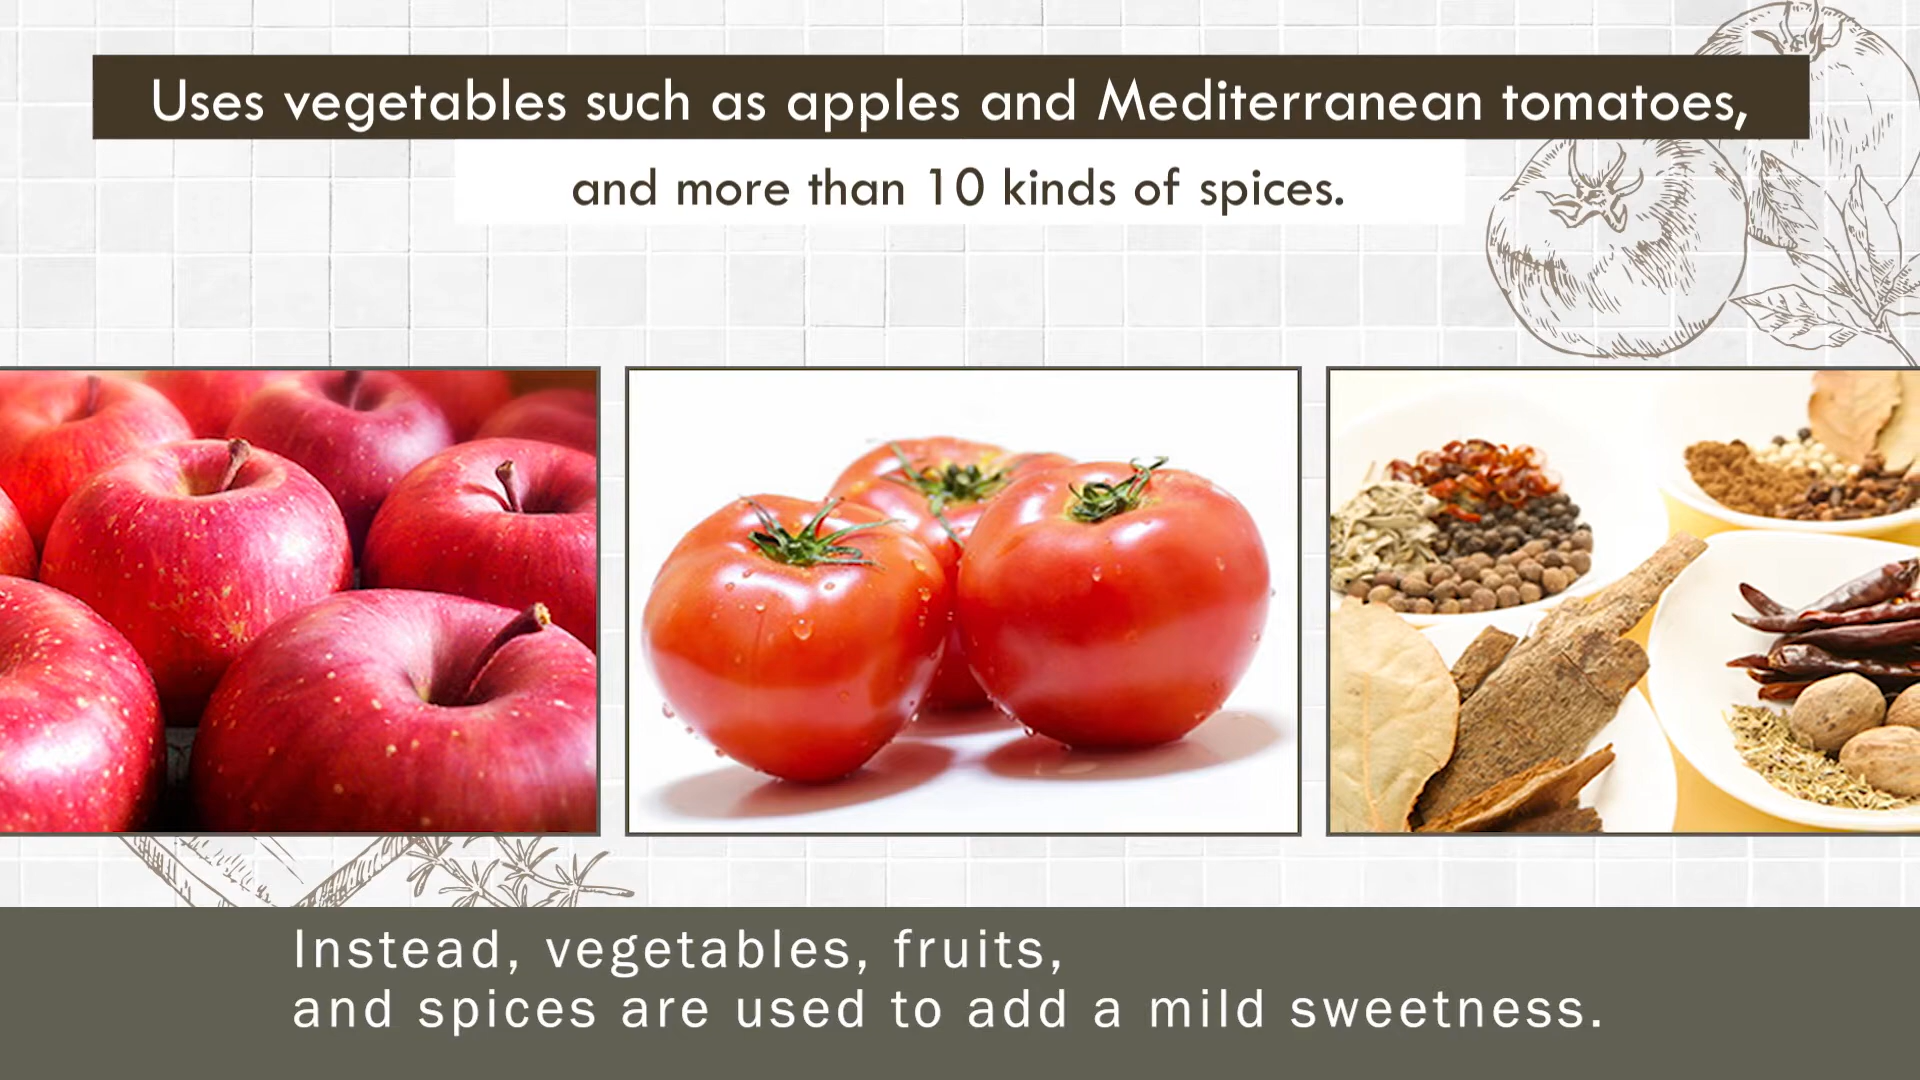 Uses vegetables such as apples and Mediterranean tomatoes,
and more than 10 kinds of spices.
Instead, vegetables, fruits,
and spices are used to add a mild sweetness.